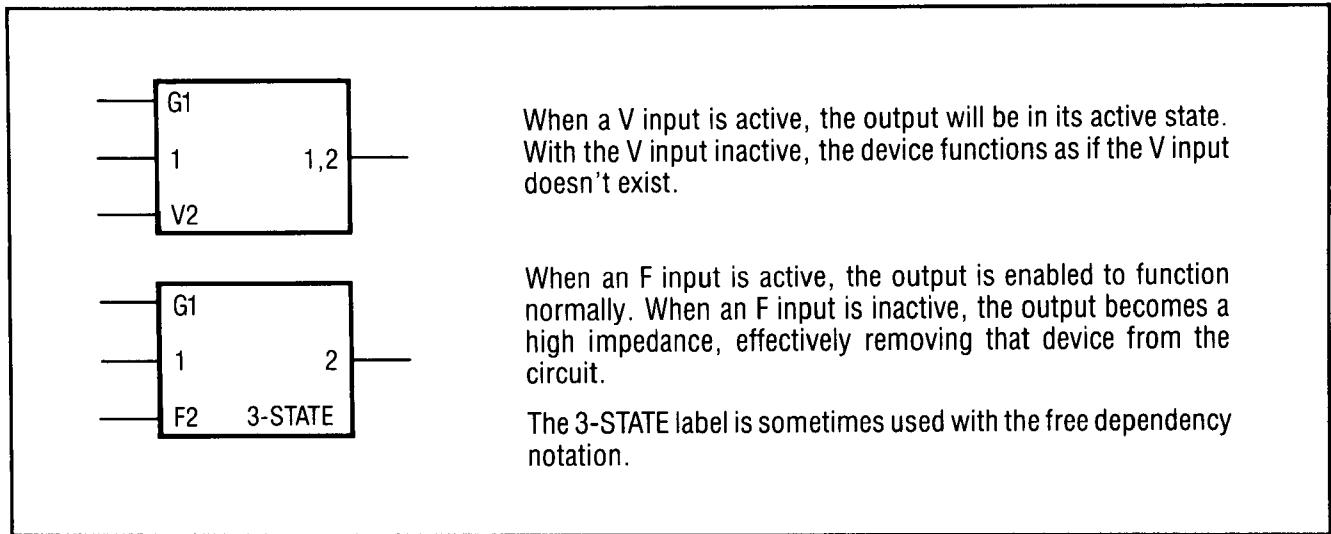 G1
1 1,2
V2
When a V input is active, the output will be in its active state.
With the V input inactive, the device functions as if the V input
doesn't exist.
G1
1 2
F2 3-STATE
When an F input is active, the output is enabled to function
normally. When an F input is inactive, the output becomes a
high impedance, effectively removing that device from the
circuit.
The 3-STATE label is sometimes used with the free dependency
notation.